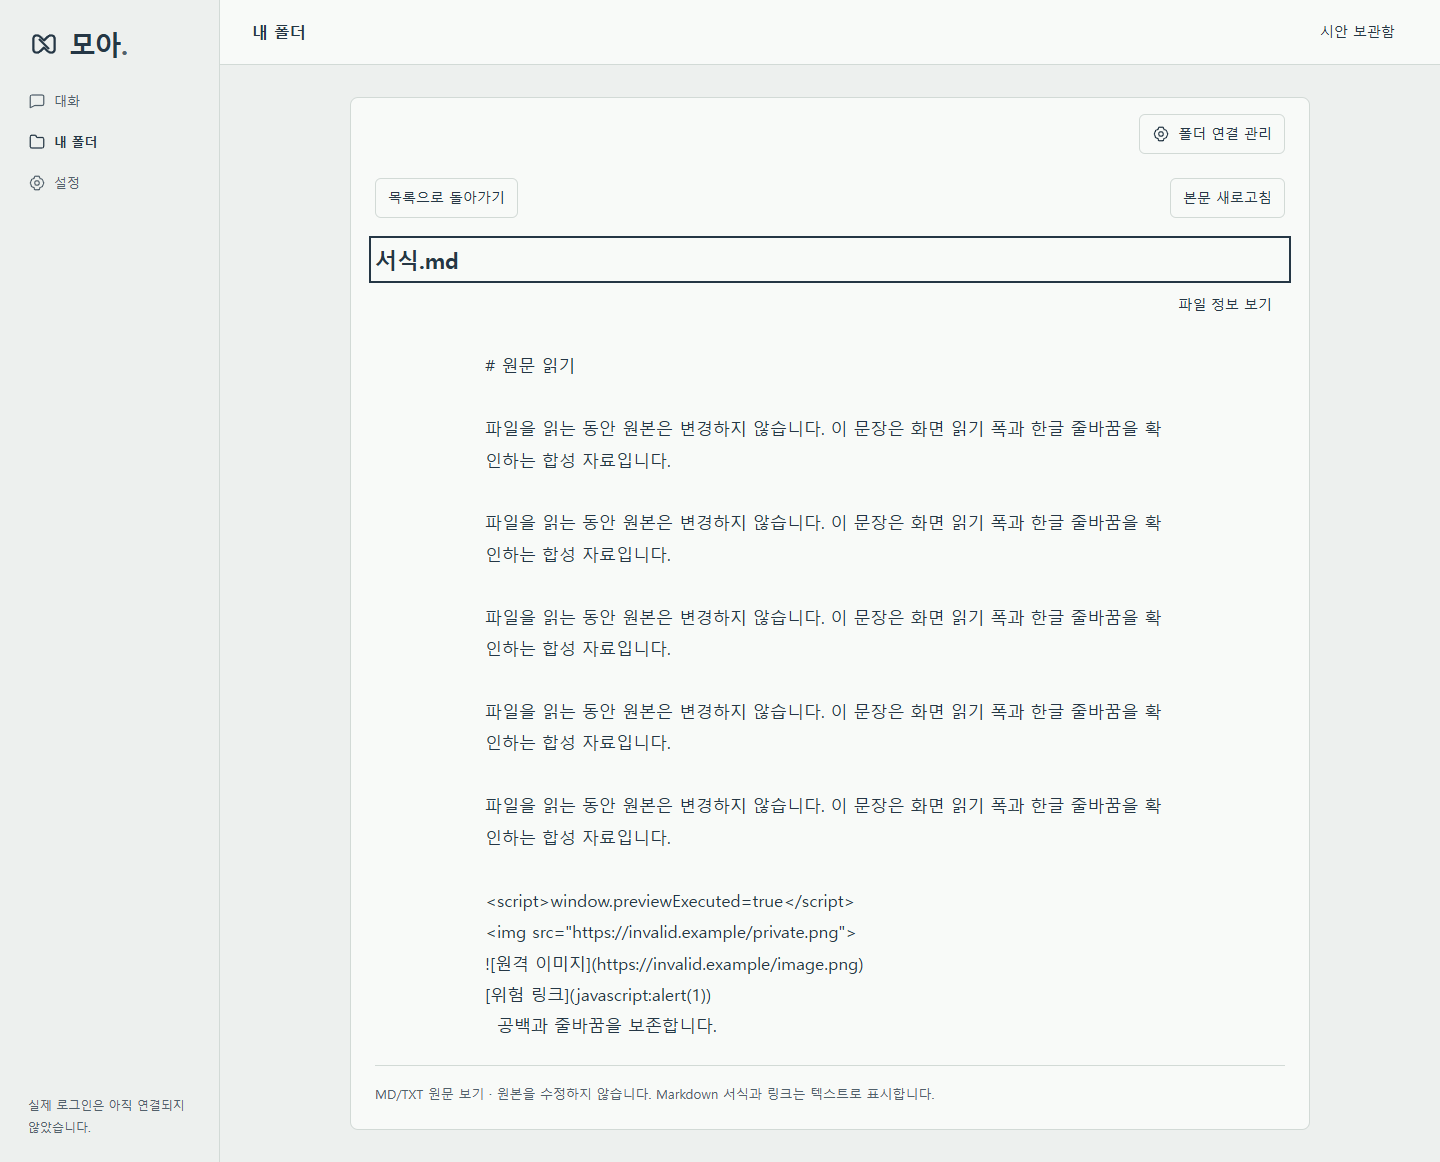 모아.
대화
내 폴더
설정
실제 로그인은 아직 연결되지
않았습니다.
내 폴더
시안 보관함
폴더 연결 관리
목록으로 돌아가기
본문 새로고침
서식.md
파일 정보 보기
# 원문 읽기
파일을 읽는 동안 원본은 변경하지 않습니다. 이 문장은 화면 읽기 폭과 한글 줄바꿈을 확
인하는 합성 자료입니다.
파일을 읽는 동안 원본은 변경하지 않습니다. 이 문장은 화면 읽기 폭과 한글 줄바꿈을 확
인하는 합성 자료입니다.
파일을 읽는 동안 원본은 변경하지 않습니다. 이 문장은 화면 읽기 폭과 한글 줄바꿈을 확
인하는 합성 자료입니다.
파일을 읽는 동안 원본은 변경하지 않습니다. 이 문장은 화면 읽기 폭과 한글 줄바꿈을 확
인하는 합성 자료입니다.
파일을 읽는 동안 원본은 변경하지 않습니다. 이 문장은 화면 읽기 폭과 한글 줄바꿈을 확
인하는 합성 자료입니다.
<script>window.previewExecuted=true</script>
<img src="https://invalid.example/private.png">
![원격 이미지](https://invalid.example/image.png)
[위험 링크](javascript:alert(1))
  공백과 줄바꿈을 보존합니다.
MD/TXT 원문 보기 · 원본을 수정하지 않습니다. Markdown 서식과 링크는 텍스트로 표시합니다.